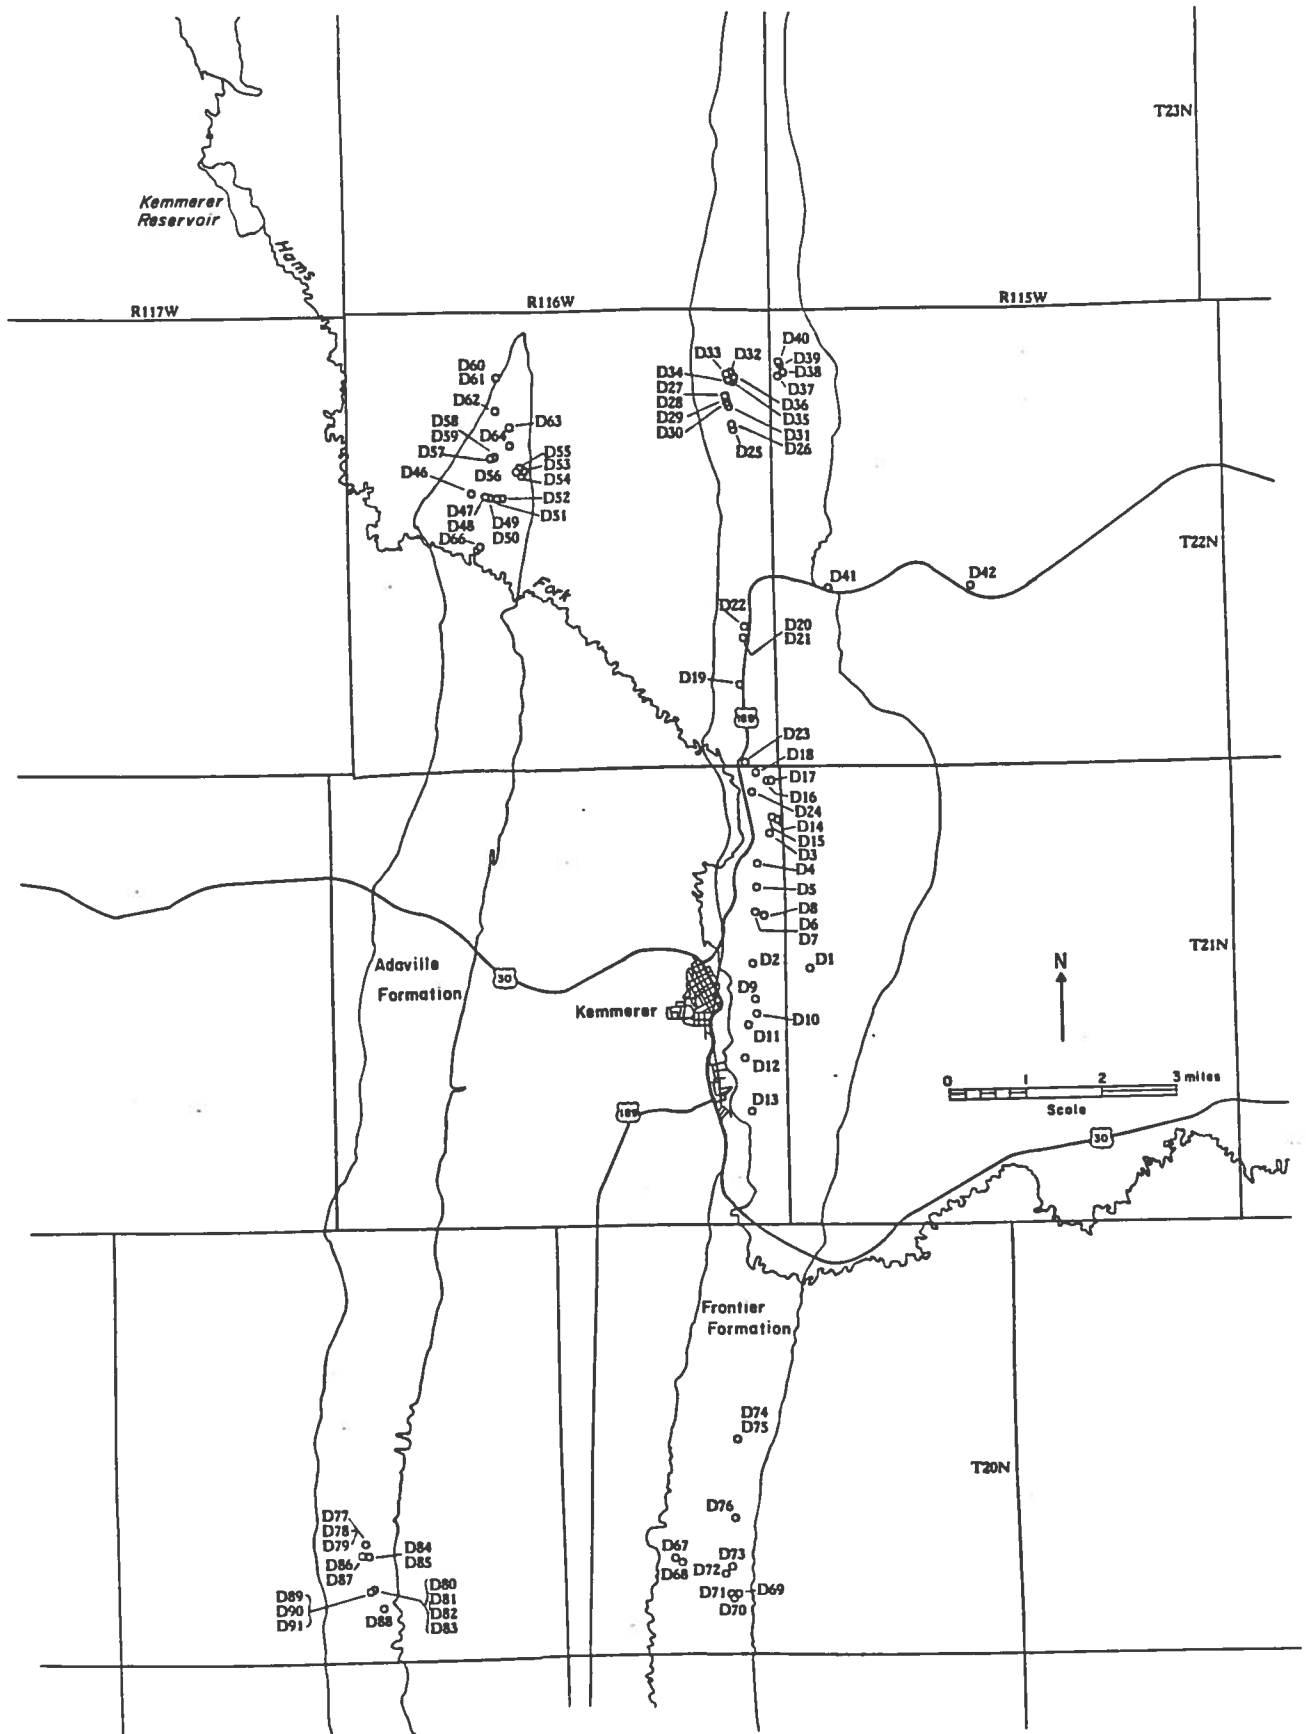 T23N
Kemmerer
Reservoir
Hams
R117W
R116W
R115W
D60
D61
D62
D63
D58
D59
D64
D57
D55
D53
D56
D54
D46
D52
D47
D49
D51
D48
D50
D66
D40
D33
D32
D39
D34
D38
D27
D37
D28
D36
D29
D35
D30
D31
D25
D26
T22N
Fork
D41
D42
D22
D20
D21
D19
189
D23
D18
D17
D16
D24
D14
D15
D3
D4
D5
D8
D6
D7
T21N
D2
D1
Adaville
Formation
30
N
D9
Kemmerer
D10
D11
D12
0 1 2 3 miles
Scale
D13
189
30
Frontier
Formation
D74
D75
T20N
D76
D77
D78
D79
D84
D85
D86
D87
D67
D68
D73
D72
D80
D81
D82
D83
D89
D90
D91
D88
D71
D69
D70